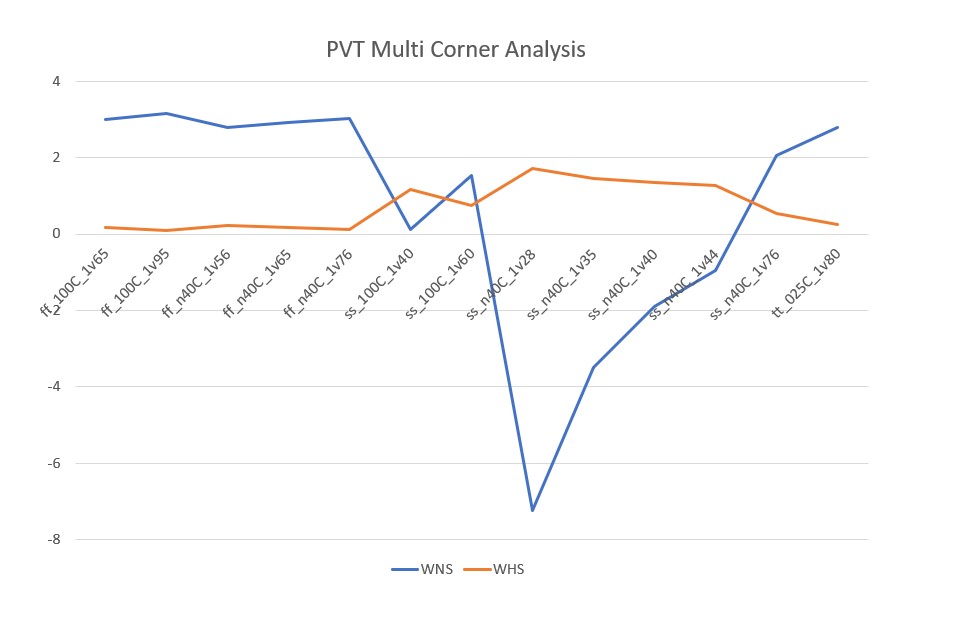 PVT Multi Corner Analysis
4
2
0
-2
-4
-6
-8
ff_100C_1v65
ff_100C_1v95
ff_n40C_1v56
ff_n40C_1v65
ff_n40C_1v76
ss_100C_1v40
ss_100C_1v60
ss_n40C_1v28
ss_n40C_1v35
ss_n40C_1v40
ss_n40C_1v44
ss_n40C_1v76
tt_025C_1v80
WNS
WHS